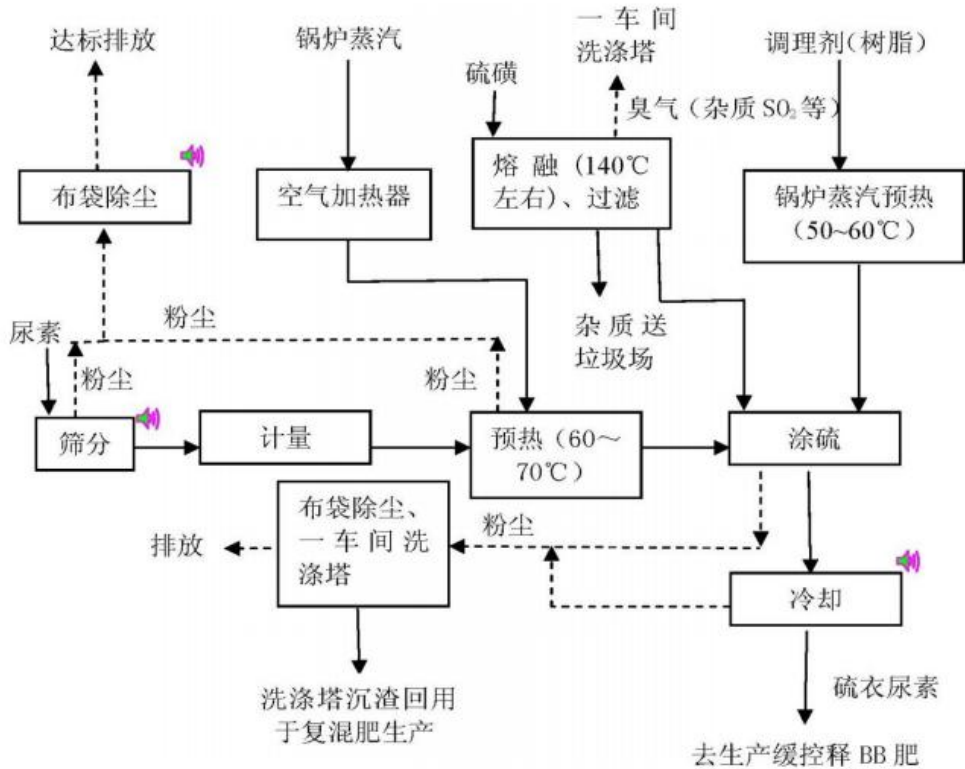 达标排放
锅炉蒸汽
一车间
洗涤塔
调理剂(树脂)
硫磺
臭气(杂质SO₂等)
布袋除尘
空气加热器
熔融(140℃
左右)、过滤
锅炉蒸汽预热
(50~60℃)
尿素
粉尘
杂质送
垃圾场
粉尘
粉尘
筛分
计量
预热(60～
70℃)
涂硫
布袋除尘、
一车间洗
涤塔
粉尘
排放
冷却
洗涤塔沉渣回用
于复混肥生产
硫衣尿素
去生产缓控释BB肥